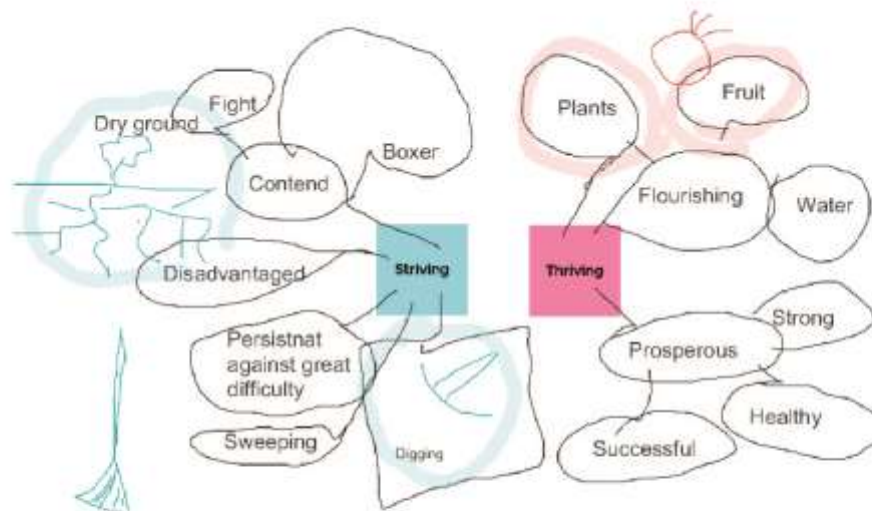 Fight
Dry ground
Boxer
Contend
Disadvantaged
Striving
Persistnat
against great
difficulty
Sweeping
Digging
Plants
Fruit
Flourishing
Water
Thriving
Strong
Prosperous
Healthy
Successful